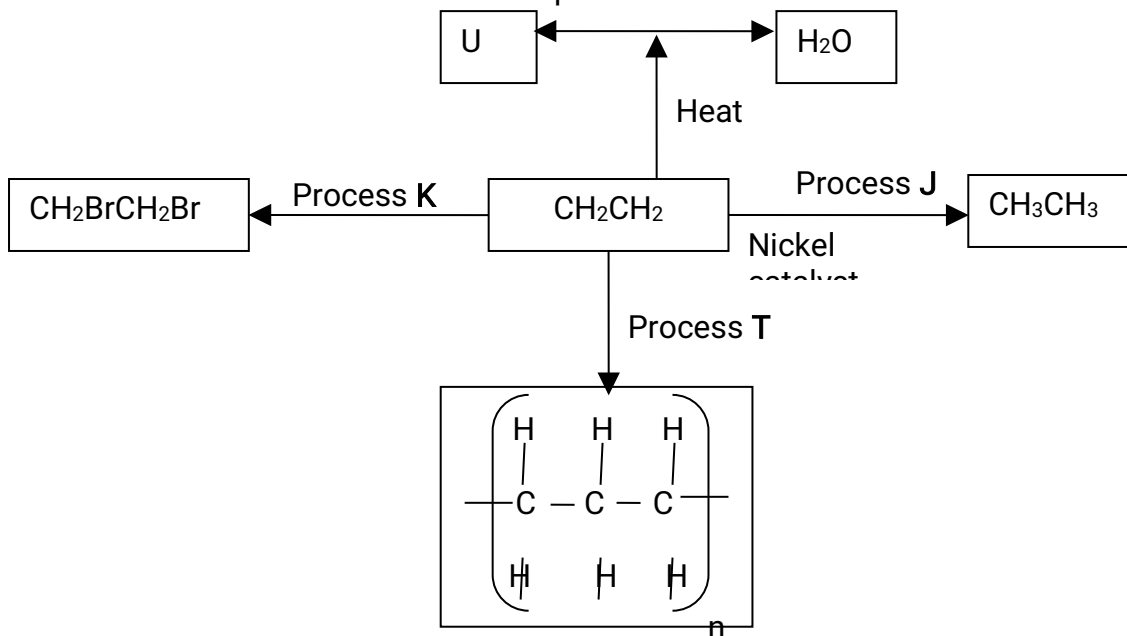 U
H₂O
Heat
CH₂BrCH₂Br
Process K
CH₂CH₂
Process J
CH₃CH₃
Nickel
Process T
H H H
C — C — C
H H H
n